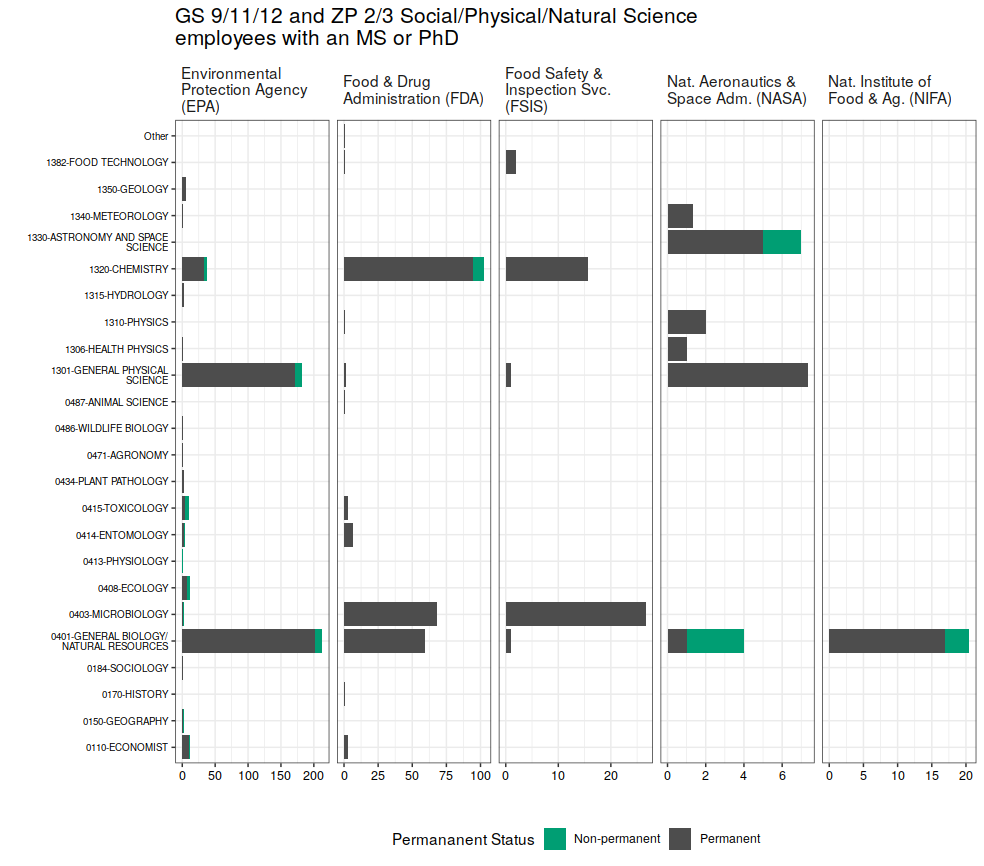 GS 9/11/12 and ZP 2/3 Social/Physical/Natural Science
employees with an MS or PhD
Environmental
Protection Agency
(EPA)
Food & Drug
Administration (FDA)
Food Safety &
Inspection Svc.
(FSIS)
Nat. Aeronautics &
Space Adm. (NASA)
Nat. Institute of
Food & Ag. (NIFA)
Other
1382-FOOD TECHNOLOGY
1350-GEOLOGY
1340-METEOROLOGY
1330-ASTRONOMY AND SPACE
SCIENCE
1320-CHEMISTRY
1315-HYDROLOGY
1310-PHYSICS
1306-HEALTH PHYSICS
1301-GENERAL PHYSICAL
SCIENCE
0487-ANIMAL SCIENCE
0486-WILDLIFE BIOLOGY
0471-AGRONOMY
0434-PLANT PATHOLOGY
0415-TOXICOLOGY
0414-ENTOMOLOGY
0413-PHYSIOLOGY
0408-ECOLOGY
0403-MICROBIOLOGY
0401-GENERAL BIOLOGY/
NATURAL RESOURCES
0184-SOCIOLOGY
0170-HISTORY
0150-GEOGRAPHY
0110-ECONOMIST
0 50 100 150 200
0 25 50 75 100
0 10 20
0 2 4 6
0 5 10 15 20
Permananent Status Non-permanent Permanent